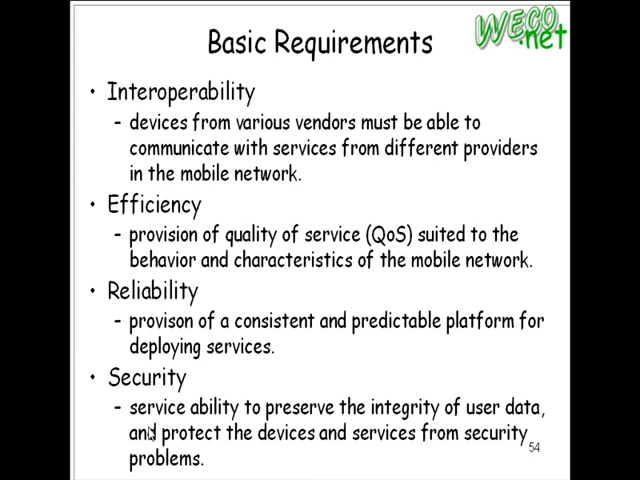 WECO
.net
Basic Requirements
• Interoperability
– devices from various vendors must be able to
communicate with services from different providers
in the mobile network.
• Efficiency
– provision of quality of service (QoS) suited to the
behavior and characteristics of the mobile network.
• Reliability
– provison of a consistent and predictable platform for
deploying services.
• Security
– service ability to preserve the integrity of user data,
and protect the devices and services from security
problems.
54